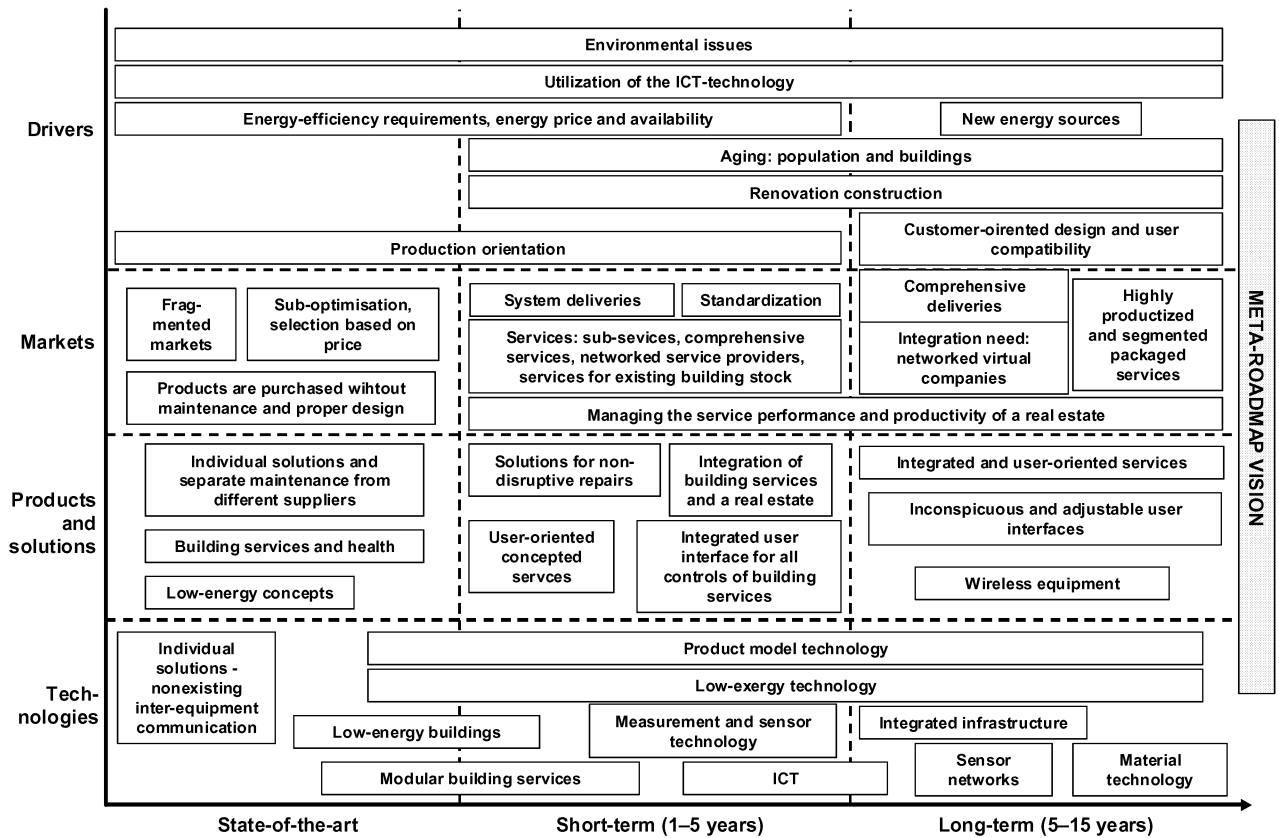 Drivers
Environmental issues
Utilization of the ICT-technology
Energy-efficiency requirements, energy price and availability
New energy sources
Aging: population and buildings
Renovation construction
Production orientation
Customer-oirented design and user
compatibility
Markets
Frag-
mented
markets
Sub-optimisation,
selection based on
price
Products are purchased wihtout
maintenance and proper design
System deliveries
Standardization
Services: sub-sevices, comprehensive
services, networked service providers,
services for existing building stock
Comprehensive
deliveries
Integration need:
networked virtual
companies
Highly
productized
and segmented
packaged
services
Managing the service performance and productivity of a real estate
Products
and
solutions
Individual solutions and
separate maintenance from
different suppliers
Building services and health
Low-energy concepts
Solutions for non-
disruptive repairs
Integration of
building services
and a real estate
User-oriented
concepted
servces
Integrated user
interface for all
controls of building
services
Integrated and user-oriented services
Inconspicuous and adjustable user
interfaces
Wireless equipment
Tech-
nologies
Individual
solutions -
nonexisting
inter-equipment
communication
Product model technology
Low-exergy technology
Low-energy buildings
Measurement and sensor
technology
Integrated infrastructure
Modular building services
ICT
Sensor
networks
Material
technology
META-ROADMAP VISION
State-of-the-art
Short-term (1–5 years)
Long-term (5–15 years)